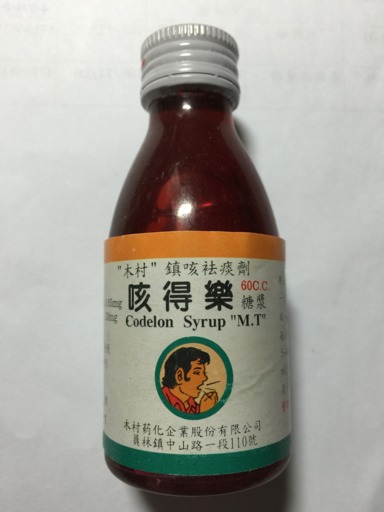 "木村" 鎮咳祛痰劑
咳得樂 60C.C. 糖漿
Codelon Syrup "M.T"
木村葯化企業股份有限公司
員林鎮中山路一段110號